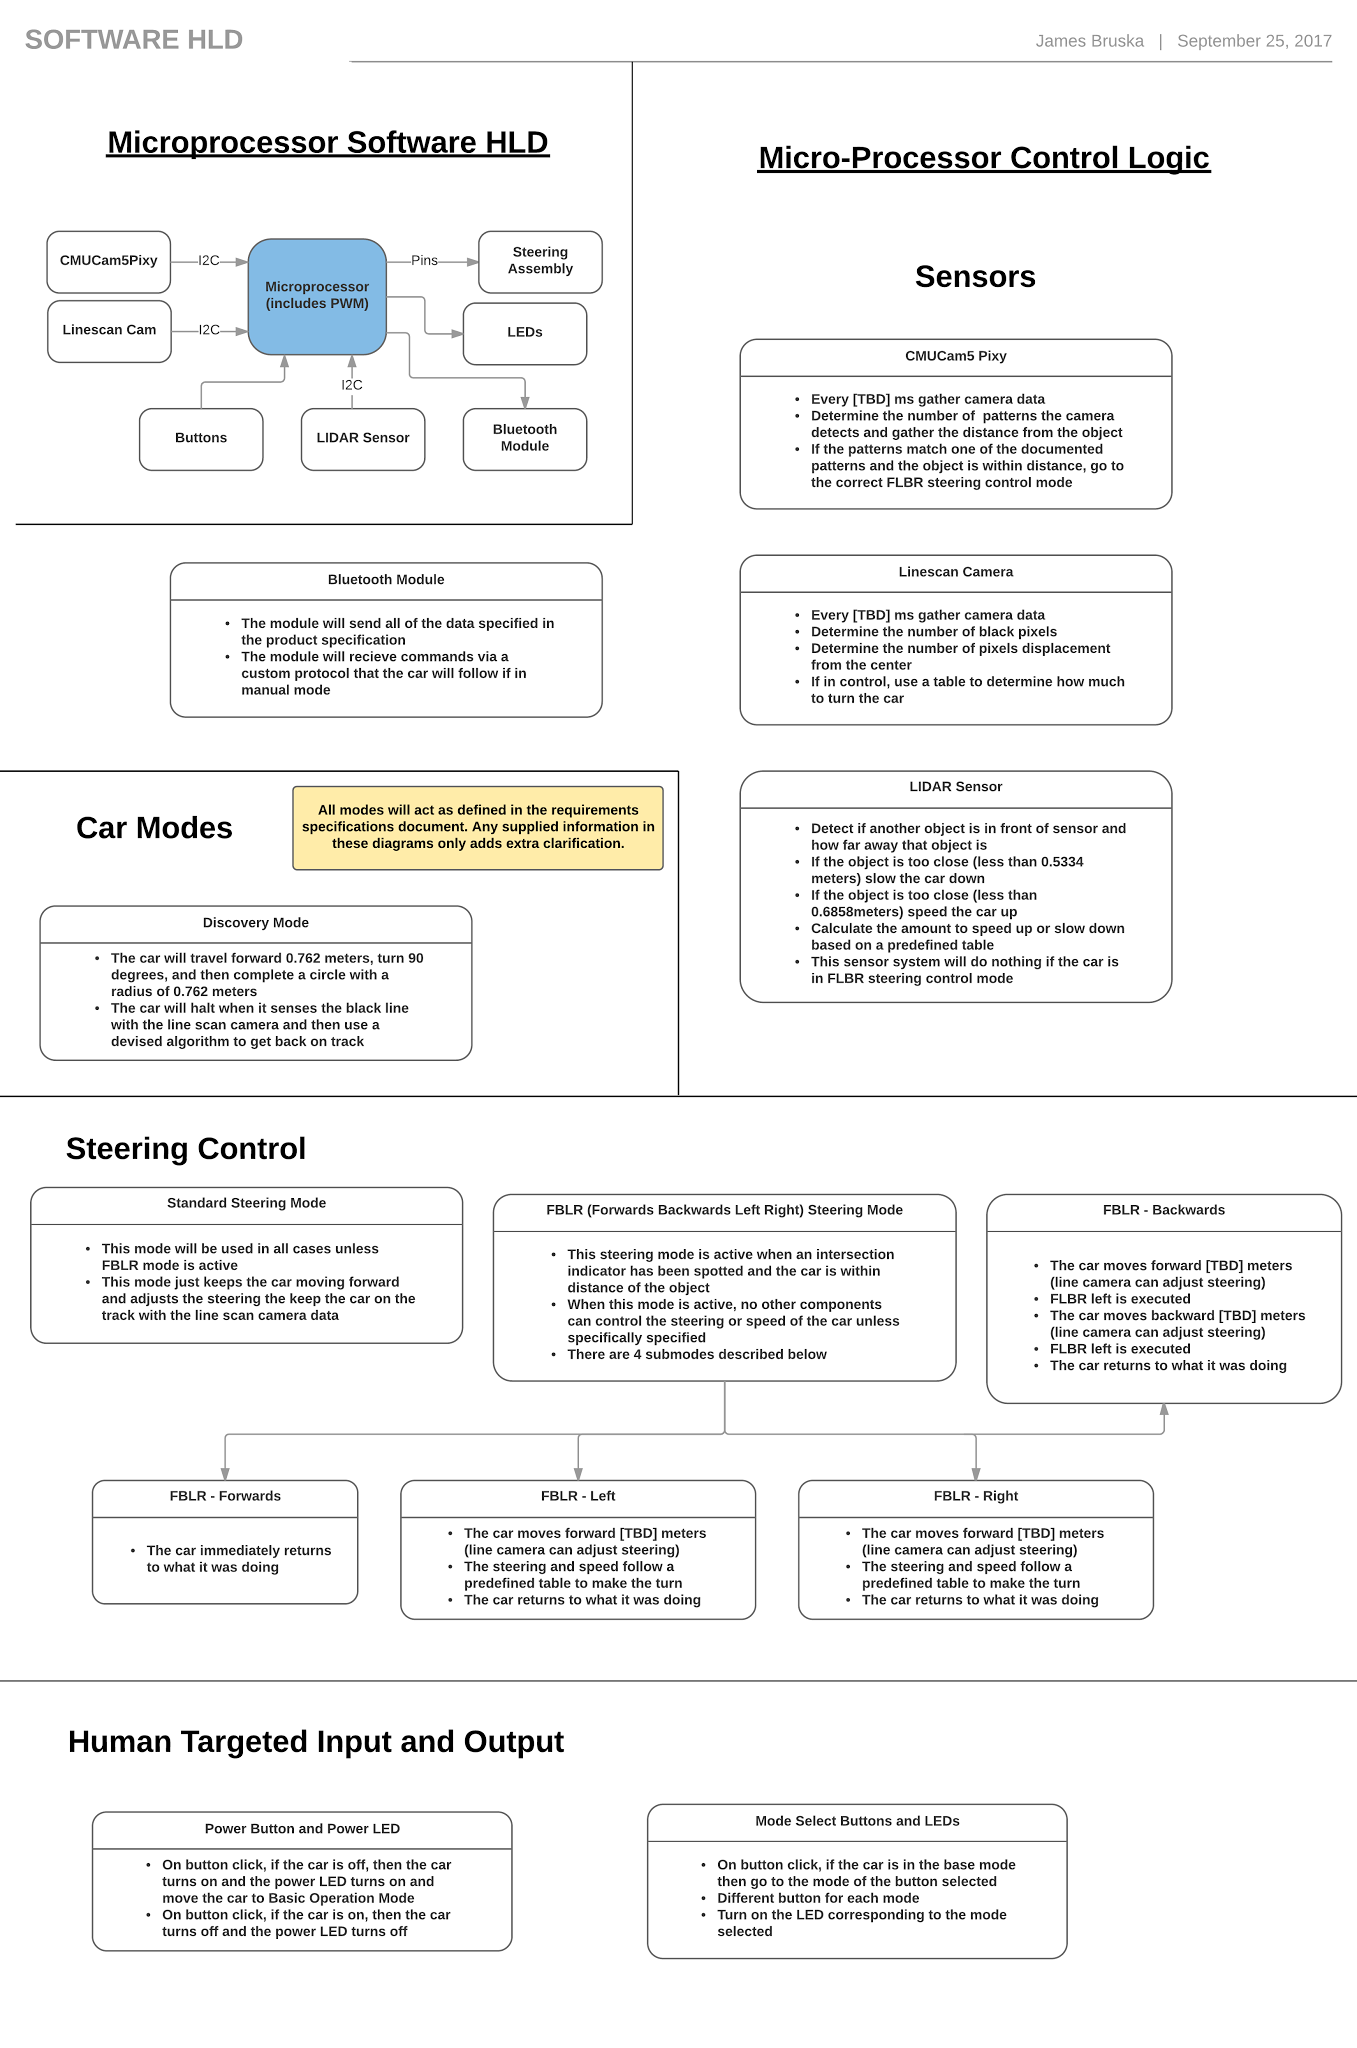 SOFTWARE HLD
James Bruska | September 25, 2017
Microprocessor Software HLD
CMUCam5Pixy
I2C
Linescan Cam
I2C
Microprocessor
(includes PWM)
Pins
Steering
Assembly
LEDs
Buttons
I2C
LIDAR Sensor
Bluetooth
Module
Micro-Processor Control Logic
Sensors
CMUCam5 Pixy
• Every [TBD] ms gather camera data
• Determine the number of  patterns the camera
detects and gather the distance from the object
• If the patterns match one of the documented
patterns and the object is within distance, go to
the correct FLBR steering control mode
Linescan Camera
• Every [TBD] ms gather camera data
• Determine the number of black pixels
• Determine the number of pixels displacement
from the center
• If in control, use a table to determine how much
to turn the car
LIDAR Sensor
• Detect if another object is in front of sensor and
how far away that object is
• If the object is too close (less than 0.5334
meters) slow the car down
• If the object is too close (less than
0.6858meters) speed the car up
• Calculate the amount to speed up or slow down
based on a predefined table
• This sensor system will do nothing if the car is
in FLBR steering control mode
Bluetooth Module
• The module will send all of the data specified in
the product specification
• The module will recieve commands via a
custom protocol that the car will follow if in
manual mode
Car Modes
All modes will act as defined in the requirements
specifications document. Any supplied information in
these diagrams only adds extra clarification.
Discovery Mode
• The car will travel forward 0.762 meters, turn 90
degrees, and then complete a circle with a
radius of 0.762 meters
• The car will halt when it senses the black line
with the line scan camera and then use a
devised algorithm to get back on track
Steering Control
Standard Steering Mode
• This mode will be used in all cases unless
FBLR mode is active
• This mode just keeps the car moving forward
and adjusts the steering the keep the car on the
track with the line scan camera data
FBLR (Forwards Backwards Left Right) Steering Mode
• This steering mode is active when an intersection
indicator has been spotted and the car is within
distance of the object
• When this mode is active, no other components
can control the steering or speed of the car unless
specifically specified
• There are 4 submodes described below
FBLR - Backwards
• The car moves forward [TBD] meters
(line camera can adjust steering)
• FLBR left is executed
• The car moves backward [TBD] meters
(line camera can adjust steering)
• FLBR left is executed
• The car returns to what it was doing
FBLR - Forwards
• The car immediately returns
to what it was doing
FBLR - Left
• The car moves forward [TBD] meters
(line camera can adjust steering)
• The steering and speed follow a
predefined table to make the turn
• The car returns to what it was doing
FBLR - Right
• The car moves forward [TBD] meters
(line camera can adjust steering)
• The steering and speed follow a
predefined table to make the turn
• The car returns to what it was doing
Human Targeted Input and Output
Power Button and Power LED
• On button click, if the car is off, then the car
turns on and the power LED turns on and
move the car to Basic Operation Mode
• On button click, if the car is on, then the car
turns off and the power LED turns off
Mode Select Buttons and LEDs
• On button click, if the car is in the base mode
then go to the mode of the button selected
• Different button for each mode
• Turn on the LED corresponding to the mode
selected